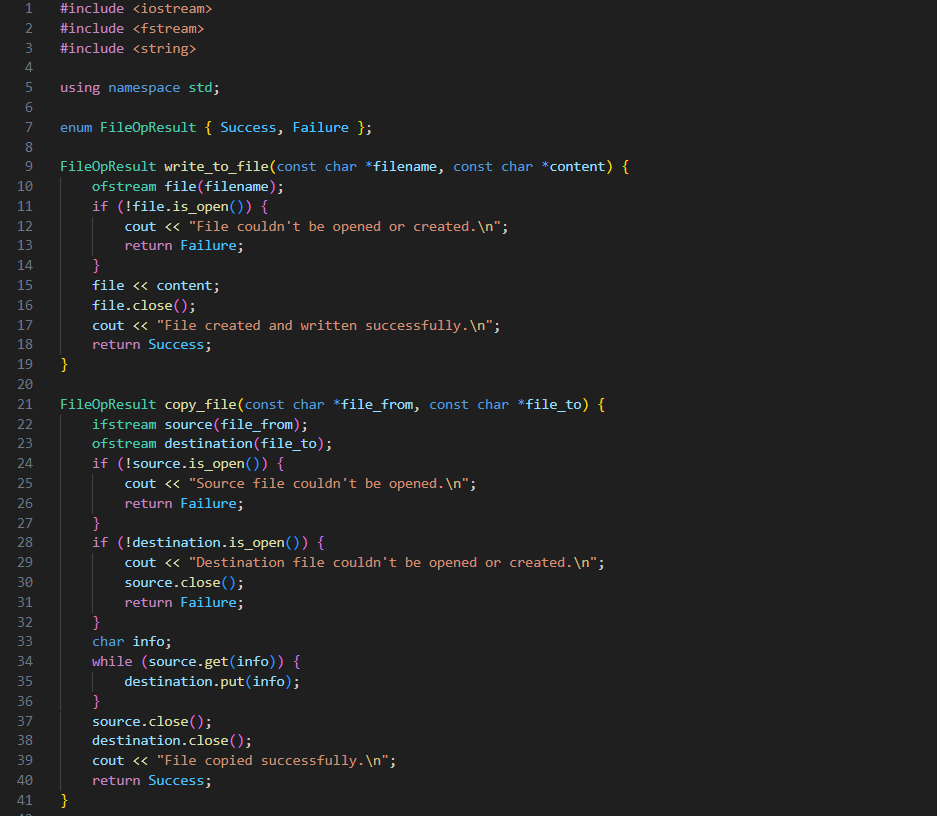 1 #include <iostream>
2 #include <fstream>
3 #include <string>
4
5 using namespace std;
6
7 enum FileOpResult { Success, Failure };
8
9 FileOpResult write_to_file(const char *filename, const char *content) {
10     ofstream file(filename);
11     if (!file.is_open()) {
12         cout << "File couldn't be opened or created.\n";
13         return Failure;
14     }
15     file << content;
16     file.close();
17     cout << "File created and written successfully.\n";
18     return Success;
19 }
20
21 FileOpResult copy_file(const char *file_from, const char *file_to) {
22     ifstream source(file_from);
23     ofstream destination(file_to);
24     if (!source.is_open()) {
25         cout << "Source file couldn't be opened.\n";
26         return Failure;
27     }
28     if (!destination.is_open()) {
29         cout << "Destination file couldn't be opened or created.\n";
30         source.close();
31         return Failure;
32     }
33     char info;
34     while (source.get(info)) {
35         destination.put(info);
36     }
37     source.close();
38     destination.close();
39     cout << "File copied successfully.\n";
40     return Success;
41 }